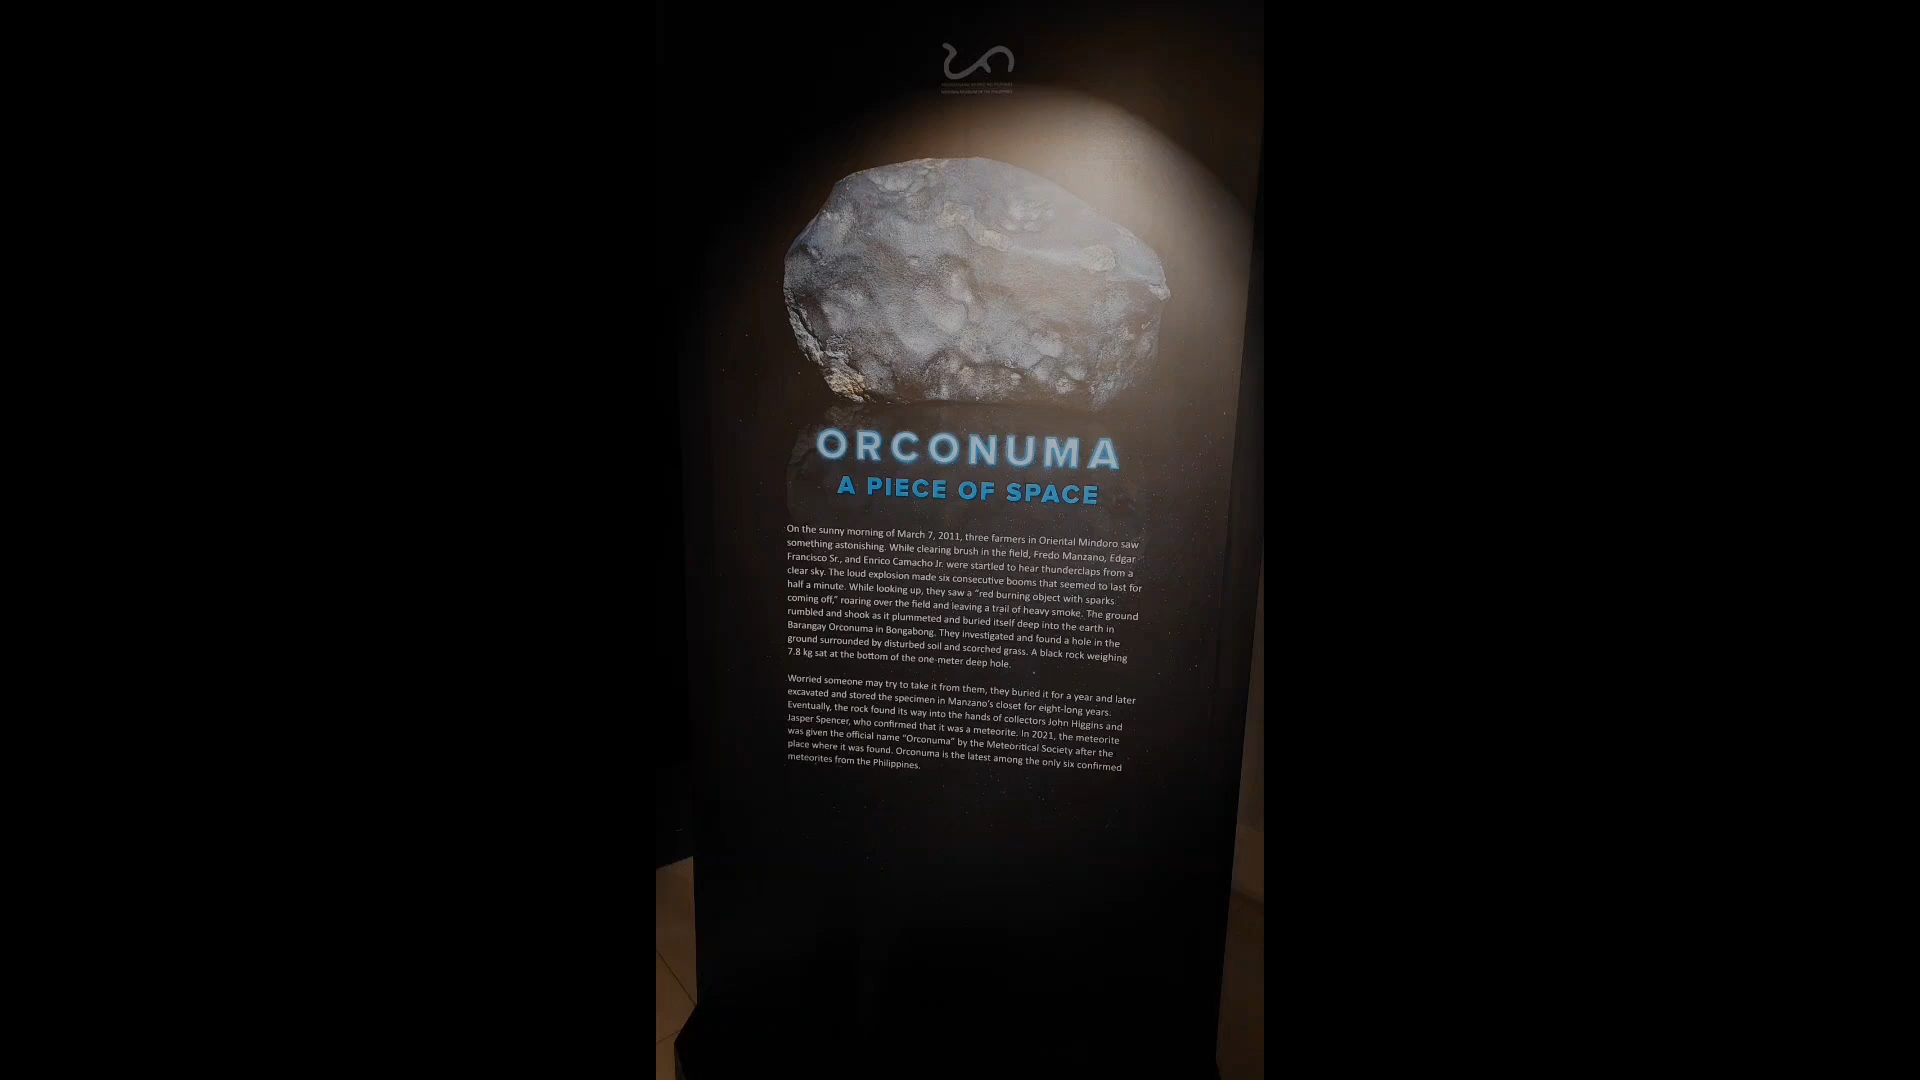 ORCONUMA
A PIECE OF SPACE
On the sunny morning of March 7, 2011, three farmers in Oriental Mindoro saw
something astonishing. While clearing brush in the field, Fredo Manzano, Edgar
Francisco Sr., and Enrico Camacho Jr. were startled to hear thunderclaps from a
clear sky. The loud explosion made six consecutive booms that seemed to last for
half a minute. While looking up, they saw a “red burning object with sparks
coming off,” roaring over the field and leaving a trail of heavy smoke. The ground
rumbled and shook as it plummeted and buried itself deep into the earth in
Barangay Orconuma in Bongabong. They investigated and found a hole in the
ground surrounded by disturbed soil and scorched grass. A black rock weighing
7.8 kg sat at the bottom of the one-meter deep hole.
Worried someone may try to take it from them, they buried it for a year and later
excavated and stored the specimen in Manzano’s closet for eight-long years.
Eventually, the rock found its way into the hands of collectors John Higgins and
Jasper Spencer, who confirmed that it was a meteorite. In 2021, the meteorite
was given the official name “Orconuma” by the Meteoritical Society after the
place where it was found. Orconuma is the latest among the only six confirmed
meteorites from the Philippines.